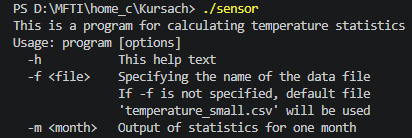 PS D:\MFTI\home_c\Kursach> ./sensor
This is a program for calculating temperature statistics
Usage: program [options]
  -h          This help text
  -f <file>   Specifying the name of the data file
              If -f is not specified, default file
              'temperature_small.csv' will be used
  -m <month>  Output of statistics for one month